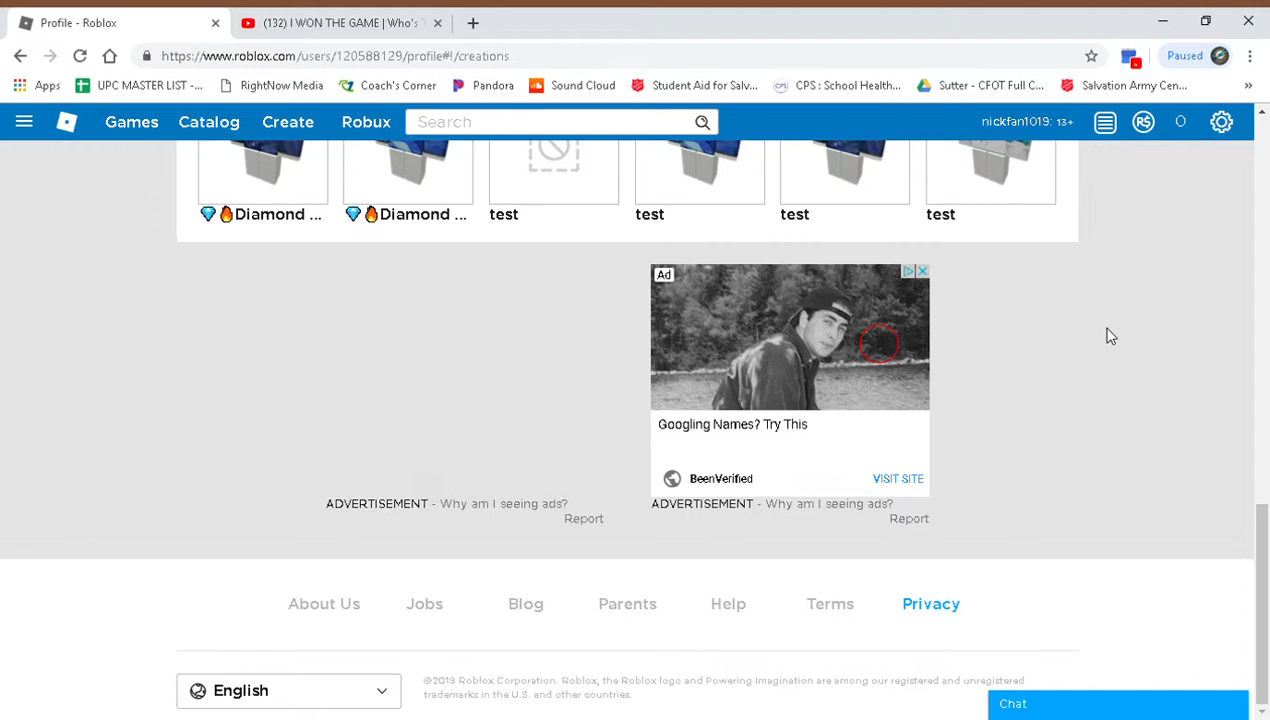 Profile - Roblox
(132) I WON THE GAME | Who's
https://www.roblox.com/users/120588129/profile#!/creations
Paused
Apps
UPC MASTER LIST -...
RightNow Media
Coach's Corner
Pandora
Sound Cloud
Student Aid for Salv...
CPS : School Health...
Sutter - CFOT Full C...
Salvation Army Cen...
Games
Catalog
Create
Robux
Search
nickfan1019: 13+
R$
0
💎🔥Diamond ...
💎🔥Diamond ...
test
test
test
test
Ad
Googling Names? Try This
BeenVerified
VISIT SITE
ADVERTISEMENT - Why am I seeing ads?
Report
ADVERTISEMENT - Why am I seeing ads?
Report
About Us
Jobs
Blog
Parents
Help
Terms
Privacy
English
©2019 Roblox Corporation. Roblox, the Roblox logo and Powering Imagination are among our registered and unregistered
trademarks in the U.S. and other countries.
Chat